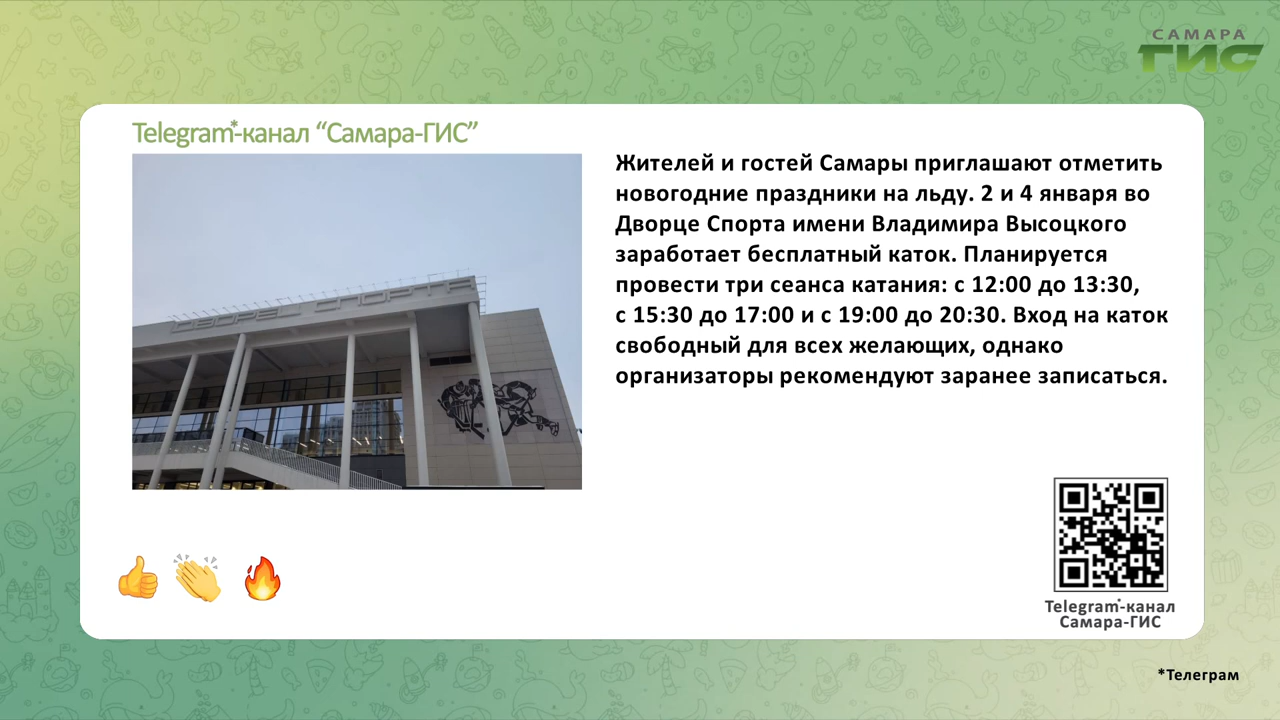 САМАРА
ГИС
Telegram*-канал “Самара-ГИС”
Жителей и гостей Самары приглашают отметить
новогодние праздники на льду. 2 и 4 января во
Дворце Спорта имени Владимира Высоцкого
заработает бесплатный каток. Планируется
провести три сеанса катания: с 12:00 до 13:30,
с 15:30 до 17:00 и с 19:00 до 20:30. Вход на каток
свободный для всех желающих, однако
организаторы рекомендуют заранее записаться.
ДВОРЕЦ СПОРТА
Telegram*-канал
Самара-ГИС
*Телеграм